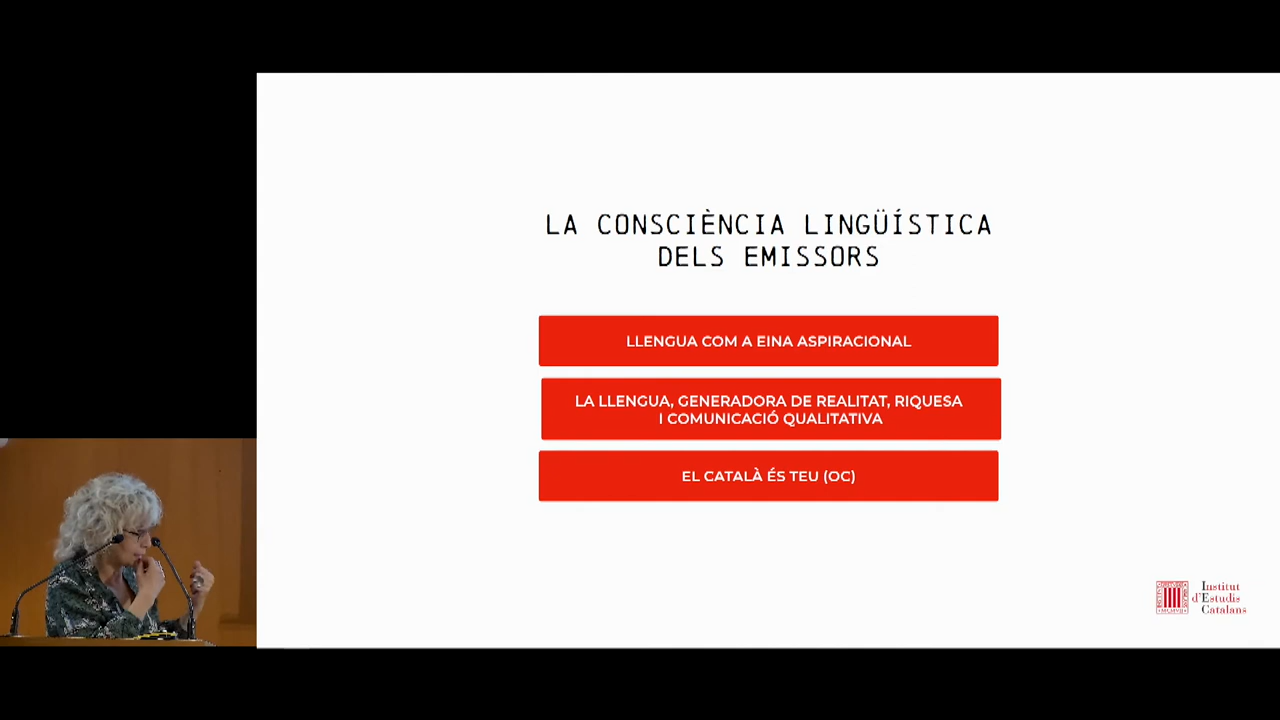 LA CONSCIÈNCIA LINGÜÍSTICA
DELS EMISSORS
LLENGUA COM A EINA ASPIRACIONAL
LA LLENGUA, GENERADORA DE REALITAT, RIQUESA
I COMUNICACIÓ QUALITATIVA
EL CATALÀ ÉS TEU (OC)
Institut
d'Estudis
Catalans